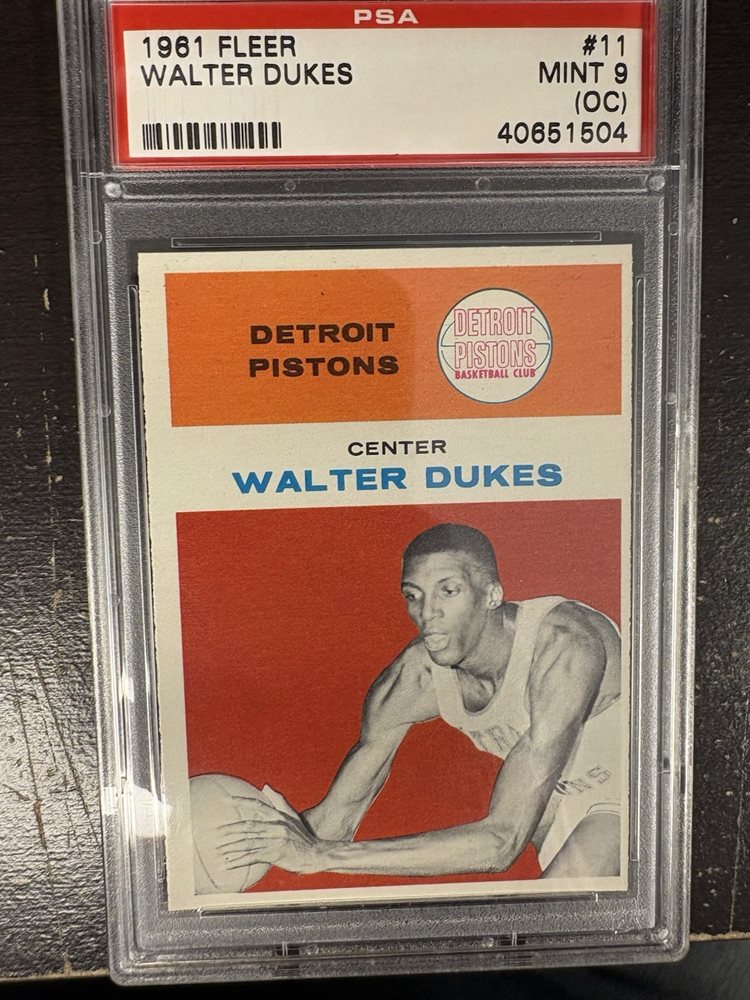 PSA
1961 FLEER #11
WALTER DUKES MINT 9
(OC)
40651504
DETROIT
PISTONS
DETROIT
PISTONS
BASKETBALL CLUB
CENTER
WALTER DUKES